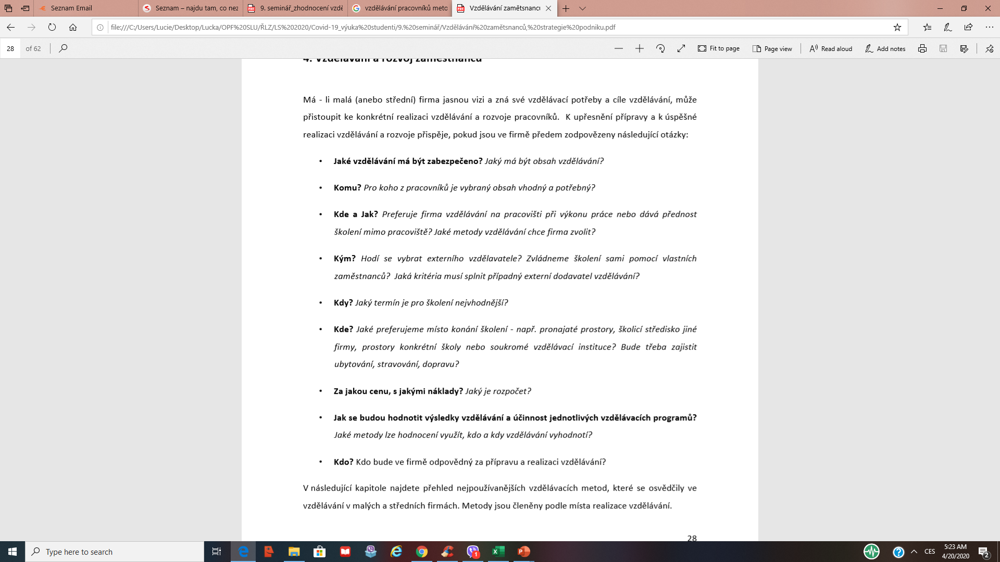 Seznam Email
Seznam – najdu tam, co nez
9. seminář_zhodnocení vzdě
vzdělávání pracovníků meto
Vzdělávání zamětsnanců
file:///C:/Users/Lucie/Desktop/Lucka/OPF%20SLU/ŘLZ/LS%202020/Covid-19_výuka%20studenti/9.%20seminář/Vzdělávání%20zamětsnanců,%20strategie%20podniku.pdf
28 of 62
Fit to page
Page view
Read aloud
Add notes
4. Vzdělávání a rozvoj zaměstnanců
Má - li malá (anebo střední) firma jasnou vizi a zná své vzdělávací potřeby a cíle vzdělávání, může
přistoupit ke konkrétní realizaci vzdělávání a rozvoje pracovníků. K upřesnění přípravy a k úspěšné
realizaci vzdělávání a rozvoje přispěje, pokud jsou ve firmě předem zodpovězeny následující otázky:
• Jaké vzdělávání má být zabezpečeno? Jaký má být obsah vzdělávání?
• Komu? Pro koho z pracovníků je vybraný obsah vhodný a potřebný?
• Kde a Jak? Preferuje firma vzdělávání na pracovišti při výkonu práce nebo dává přednost
školení mimo pracoviště? Jaké metody vzdělávání chce firma zvolit?
• Kým? Hodí se vybrat externího vzdělavatele? Zvládneme školení sami pomocí vlastních
zaměstnanců? Jaká kritéria musí splnit případný externí dodavatel vzdělávání?
• Kdy? Jaký termín je pro školení nejvhodnější?
• Kde? Jaké preferujeme místo konání školení - např. pronajaté prostory, školicí středisko jiné
firmy, prostory konkrétní školy nebo soukromé vzdělávací instituce? Bude třeba zajistit
ubytování, stravování, dopravu?
• Za jakou cenu, s jakými náklady? Jaký je rozpočet?
• Jak se budou hodnotit výsledky vzdělávání a účinnost jednotlivých vzdělávacích programů?
Jaké metody lze hodnocení využít, kdo a kdy vzdělávání vyhodnotí?
• Kdo? Kdo bude ve firmě odpovědný za přípravu a realizaci vzdělávání?
V následující kapitole najdete přehled nejpoužívanějších vzdělávacích metod, které se osvědčily ve
vzdělávání v malých a středních firmách. Metody jsou členěny podle místa realizace vzdělávání.
28
Type here to search
1
CES
5:23 AM
4/20/2020
2